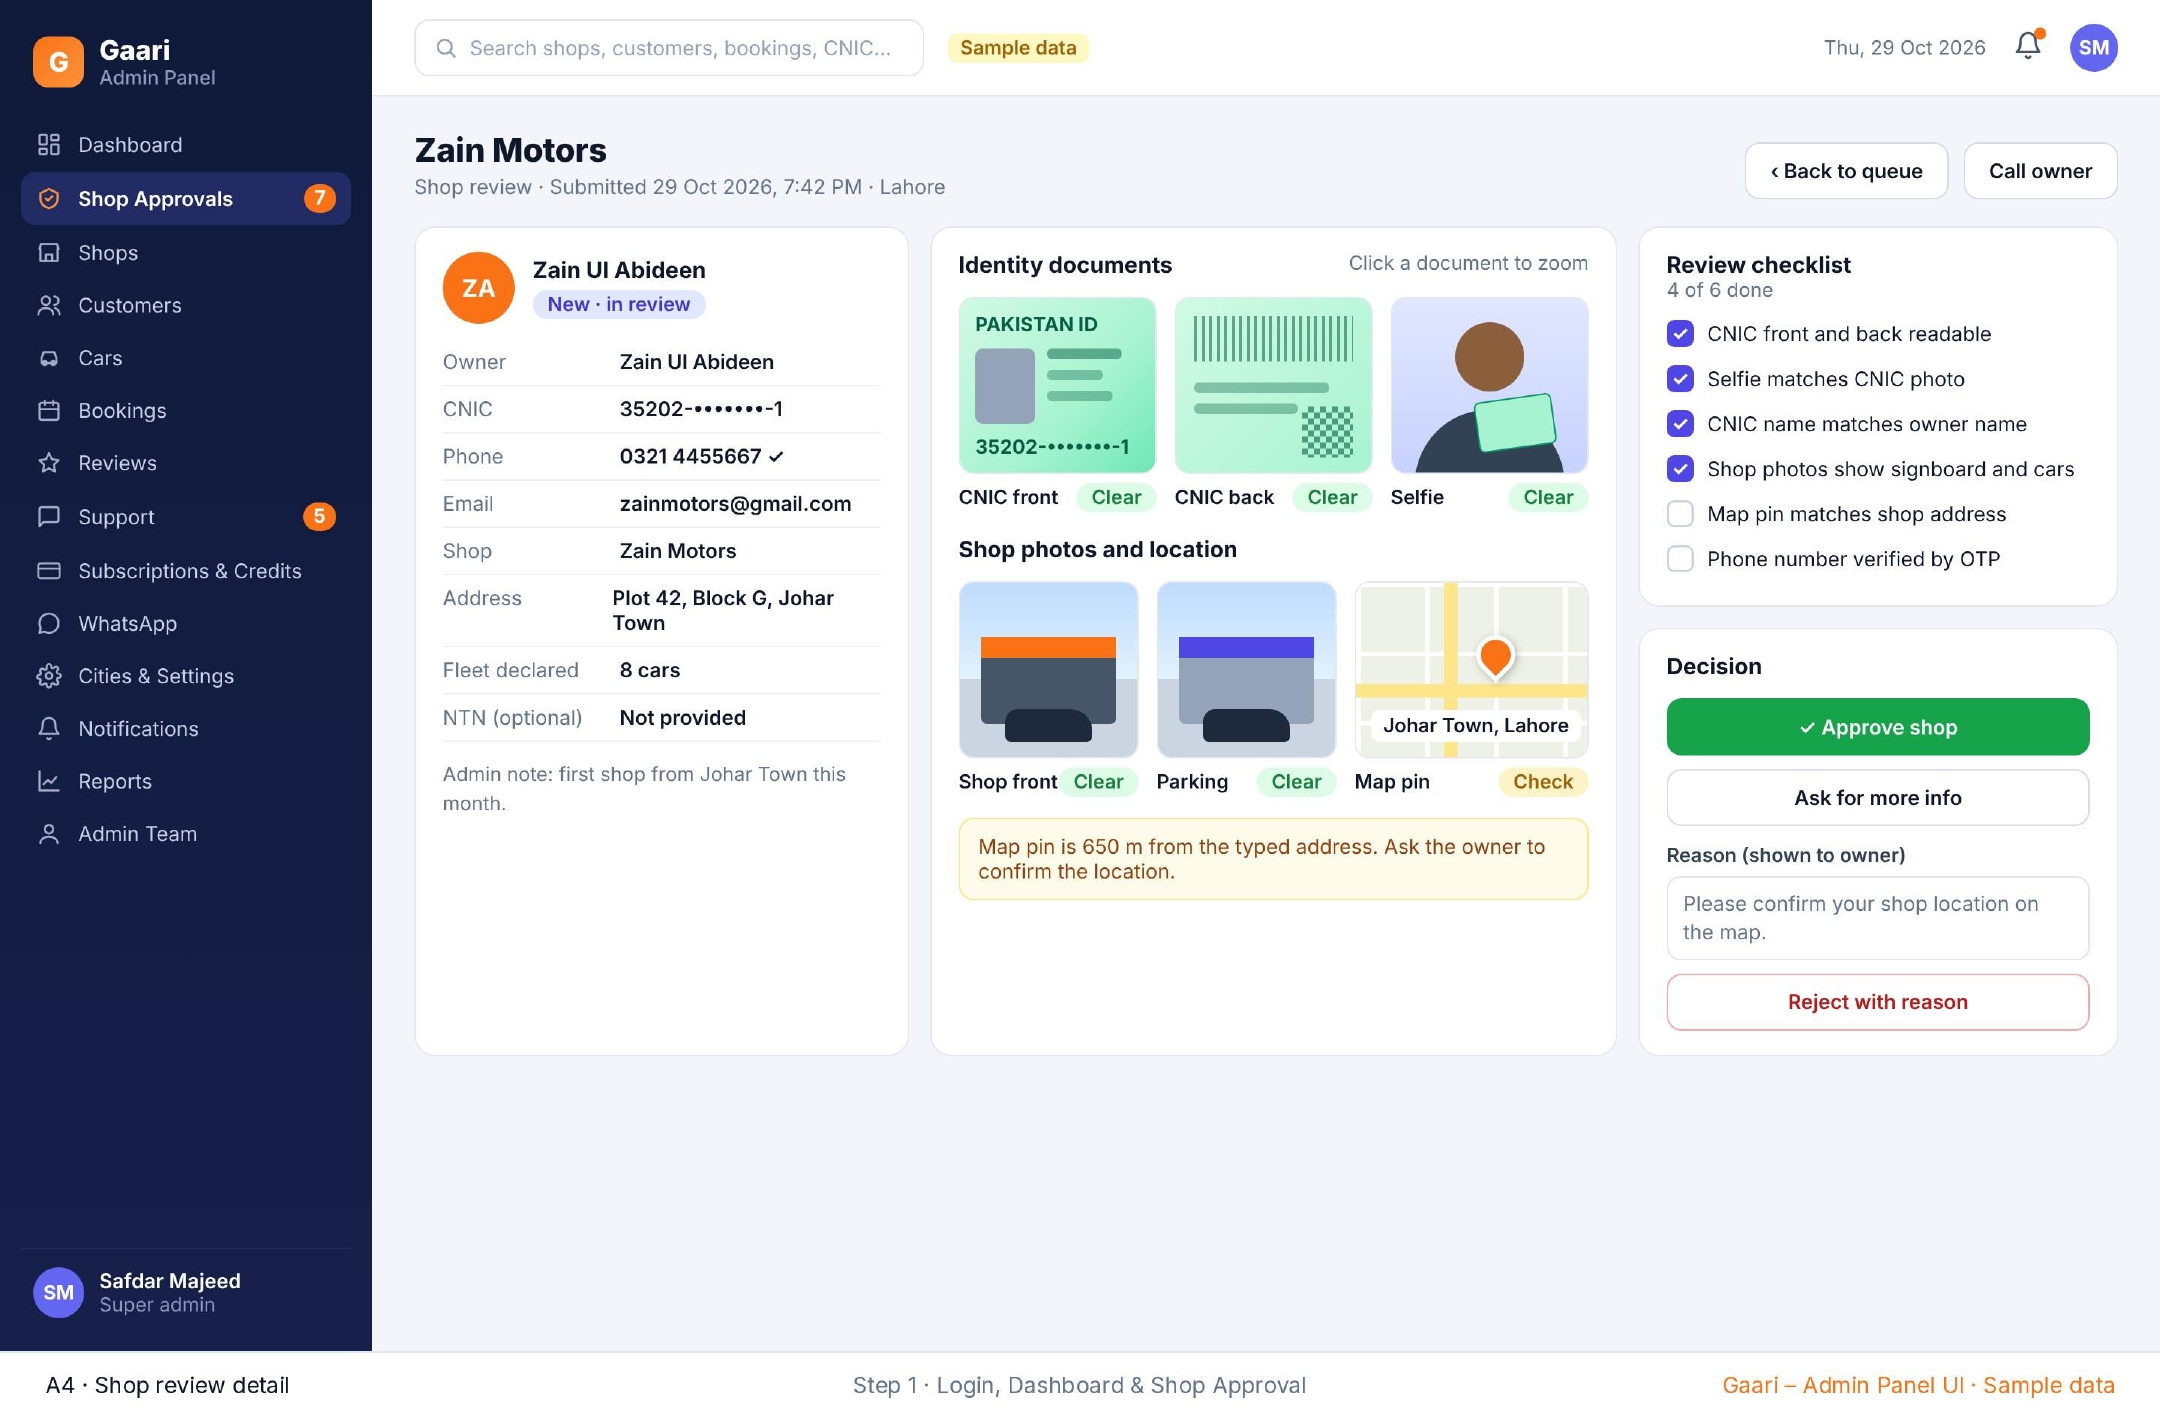 G
Gaari
Admin Panel
Dashboard
Shop Approvals 7
Shops
Customers
Cars
Bookings
Reviews
Support 5
Subscriptions & Credits
WhatsApp
Cities & Settings
Notifications
Reports
Admin Team
SM
Safdar Majeed
Super admin
Search shops, customers, bookings, CNIC...
Sample data
Thu, 29 Oct 2026
SM
Zain Motors
Shop review · Submitted 29 Oct 2026, 7:42 PM · Lahore
‹ Back to queue
Call owner
ZA
Zain Ul Abideen
New · in review
Owner Zain Ul Abideen
CNIC 35202-•••••••-1
Phone 0321 4455667 ✓
Email zainmotors@gmail.com
Shop Zain Motors
Address Plot 42, Block G, Johar
Town
Fleet declared 8 cars
NTN (optional) Not provided
Admin note: first shop from Johar Town this
month.
Identity documents
Click a document to zoom
PAKISTAN ID
35202-•••••••-1
CNIC front Clear
CNIC back Clear
Selfie Clear
Shop photos and location
Johar Town, Lahore
Shop front Clear
Parking Clear
Map pin Check
Map pin is 650 m from the typed address. Ask the owner to
confirm the location.
Review checklist
4 of 6 done
CNIC front and back readable
Selfie matches CNIC photo
CNIC name matches owner name
Shop photos show signboard and cars
Map pin matches shop address
Phone number verified by OTP
Decision
✓ Approve shop
Ask for more info
Reason (shown to owner)
Please confirm your shop location on
the map.
Reject with reason
A4 · Shop review detail
Step 1 · Login, Dashboard & Shop Approval
Gaari – Admin Panel UI · Sample data